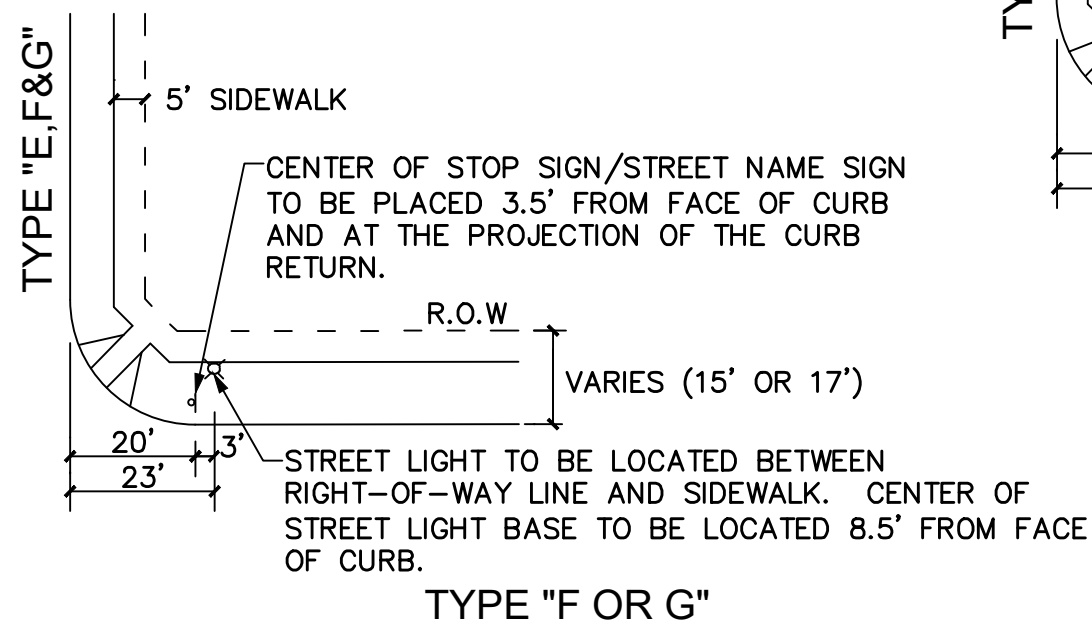 TYPE "E,F&G"
5' SIDEWALK
CENTER OF STOP SIGN/STREET NAME SIGN
TO BE PLACED 3.5' FROM FACE OF CURB
AND AT THE PROJECTION OF THE CURB
RETURN.
R.O.W
VARIES (15' OR 17')
20'
3'
23'
STREET LIGHT TO BE LOCATED BETWEEN
RIGHT-OF-WAY LINE AND SIDEWALK. CENTER OF
STREET LIGHT BASE TO BE LOCATED 8.5' FROM FACE
OF CURB.
TYPE "F OR G"
TY